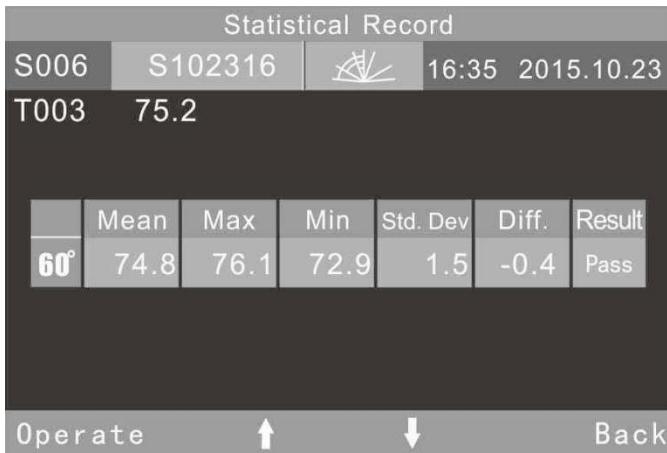 Statistical Record
S006 S102316 16:35 2015.10.23
T003 75.2
Mean Max Min Std. Dev Diff. Result
60° 74.8 76.1 72.9 1.5 -0.4 Pass
Operate Back